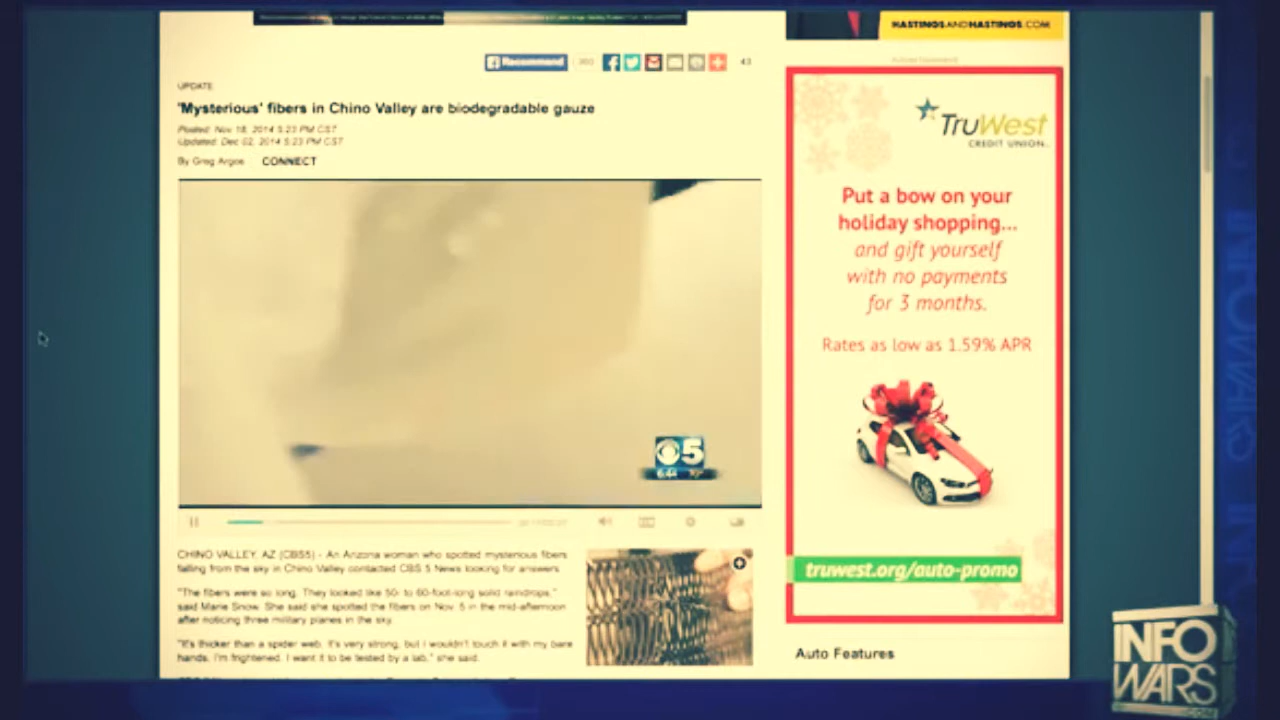 HASTINGSANDHASTINGS.COM
Recommend
43
UPDATE
'Mysterious' fibers in Chino Valley are biodegradable gauze
Posted: Nov 18, 2014 5:23 PM CST
Updated: Dec 02, 2014 5:23 PM CST
By Greg Argos CONNECT
5
TruWest
CREDIT UNION
Put a bow on your
holiday shopping...
and gift yourself
with no payments
for 3 months.
Rates as low as 1.59% APR
truwest.org/auto-promo
CHINO VALLEY, AZ (CBS5) - An Arizona woman who spotted mysterious fibers
falling from the sky in Chino Valley contacted CBS 5 News looking for answers.
"The fibers were so long. They looked like 50- to 60-foot-long solid raindrops,"
said Marie Snow. She said she spotted the fibers on Nov. 5 in the mid-afternoon
after noticing three military planes in the sky.
"It's thicker than a spider web. It's very strong, but I wouldn't touch it with my bare
hands. I'm frightened. I want it to be tested by a lab," she said.
Auto Features
INFO
WARS
.COM